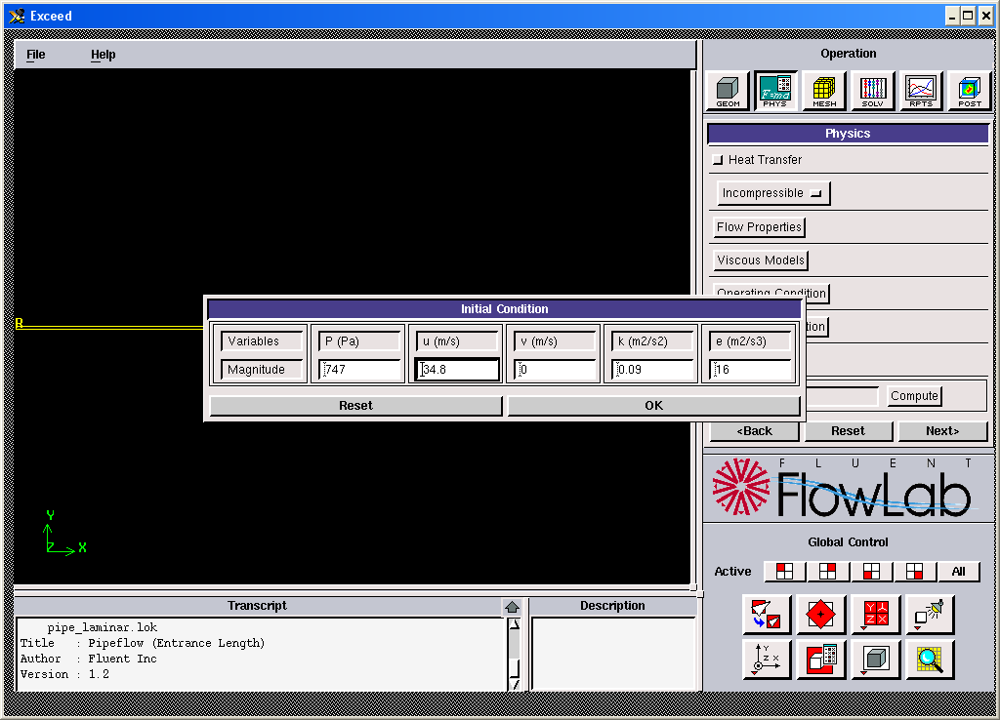 Exceed
File Help
Operation
GEOM PHYS MESH SOLV RPTS POST
F=ma
Physics
Heat Transfer
Incompressible
Flow Properties
Viscous Models
Operating Condition
R
Initial Condition
Variables P (Pa) u (m/s) v (m/s) k (m2/s2) e (m2/s3)
Magnitude 747 34.8 0 0.09 16
Reset OK
Compute
<Back Reset Next>
F L U E N T
FlowLab
Y
Z X
Global Control
Active All
Y
Z X
Transcript
pipe_laminar.lok
Title : Pipeflow (Entrance Length)
Author : Fluent Inc
Version : 1.2
Description